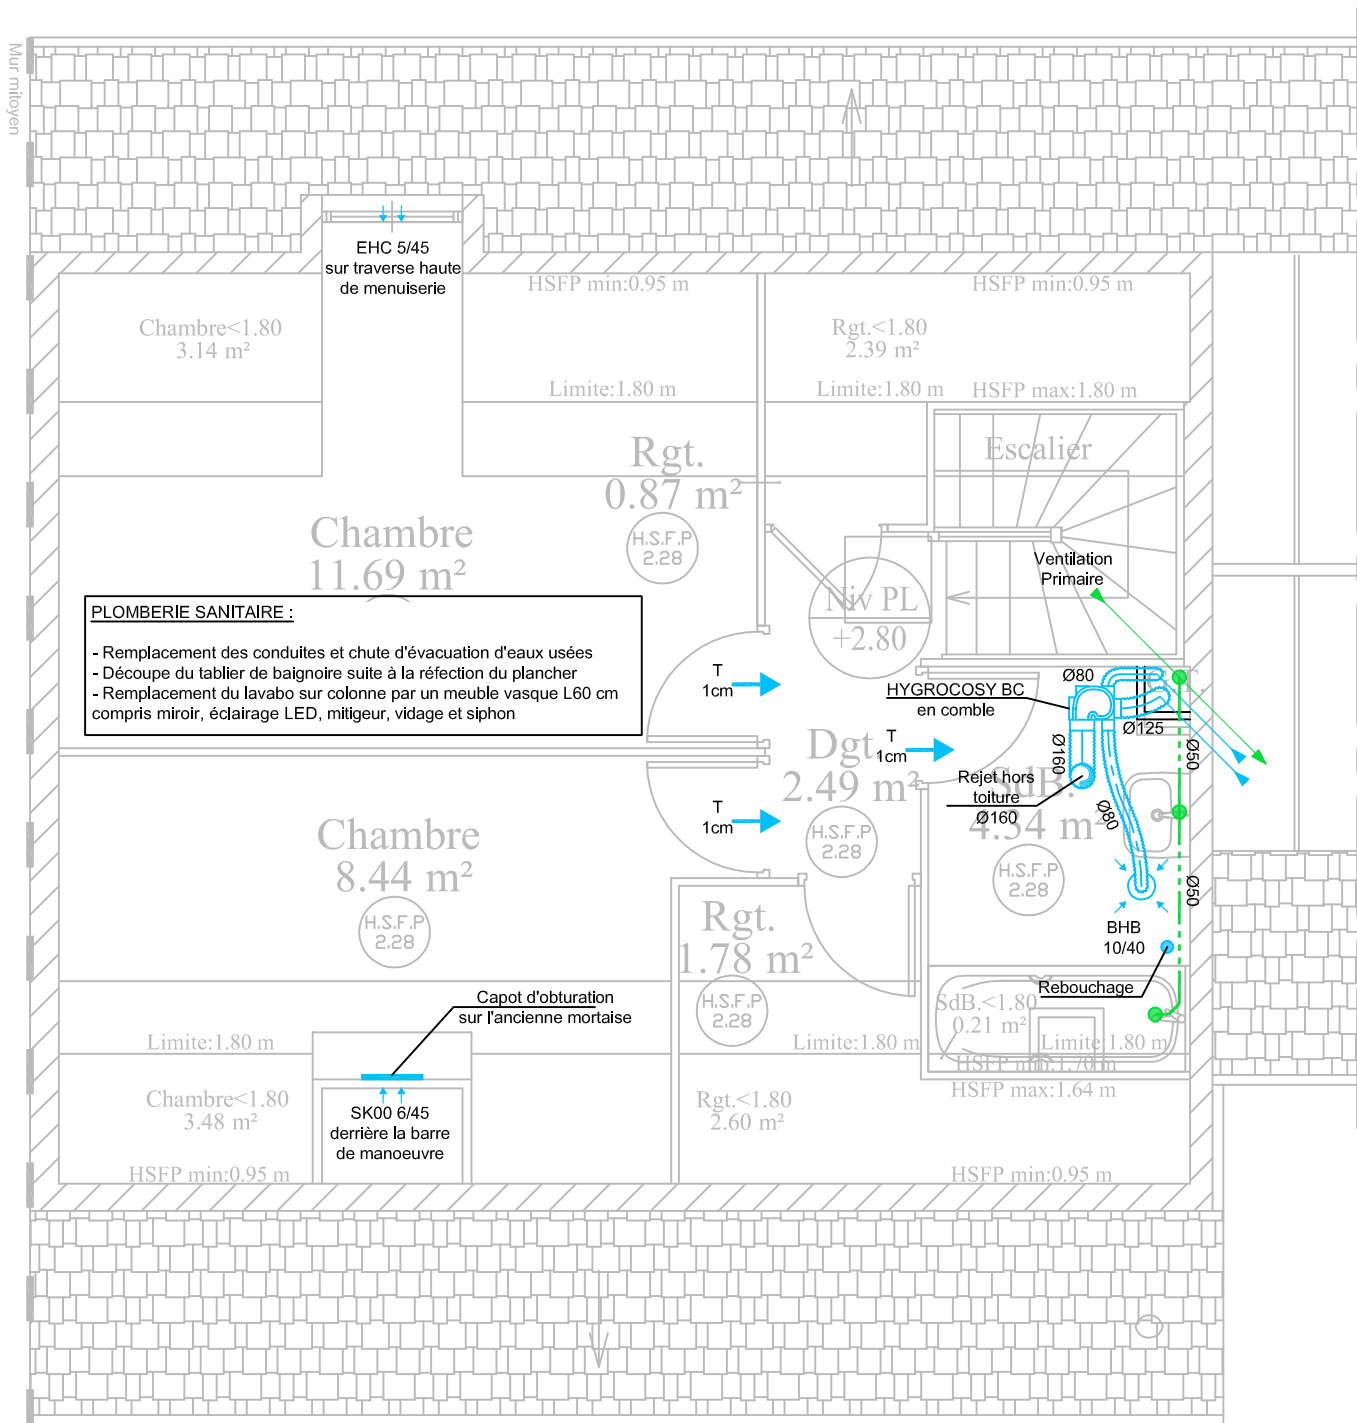 Mur mitoyen
EHC 5/45
sur traverse haute
de menuiserie
HSFP min:0.95 m
HSFP min:0.95 m
Chambre<1.80
3.14 m²
Rgt.<1.80
2.39 m²
Limite:1.80 m
Limite:1.80 m
HSFP max:1.80 m
Rgt.
0.87 m²
H.S.F.P
2.28
Escalier
Chambre
11.69 m²
Ventilation
Primaire
Niv PL
+2.80
PLOMBERIE SANITAIRE :
- Remplacement des conduites et chute d'évacuation d'eaux usées
- Découpe du tablier de baignoire suite à la réfection du plancher
- Remplacement du lavabo sur colonne par un meuble vasque L60 cm
compris miroir, éclairage LED, mitigeur, vidage et siphon
T
1cm
HYGROCOSY BC
en comble
Ø80
Ø125
Ø160
Ø50
T
1cm
Dgt.
2.49 m²
H.S.F.P
2.28
Rejet hors
toiture
Ø160
SdB.
4.54 m²
H.S.F.P
2.28
Ø80
Ø50
T
1cm
Chambre
8.44 m²
H.S.F.P
2.28
Rgt.
1.78 m²
H.S.F.P
2.28
BHB
10/40
Rebouchage
Capot d'obturation
sur l'ancienne mortaise
SdB.<1.80
0.21 m²
Limite:1.80 m
Limite:1.80 m
Limite:1.80 m
HSFP min:1.70 m
HSFP max:1.64 m
Chambre<1.80
3.48 m²
SK00 6/45
derrière la barre
de manoeuvre
Rgt.<1.80
2.60 m²
HSFP min:0.95 m
HSFP min:0.95 m